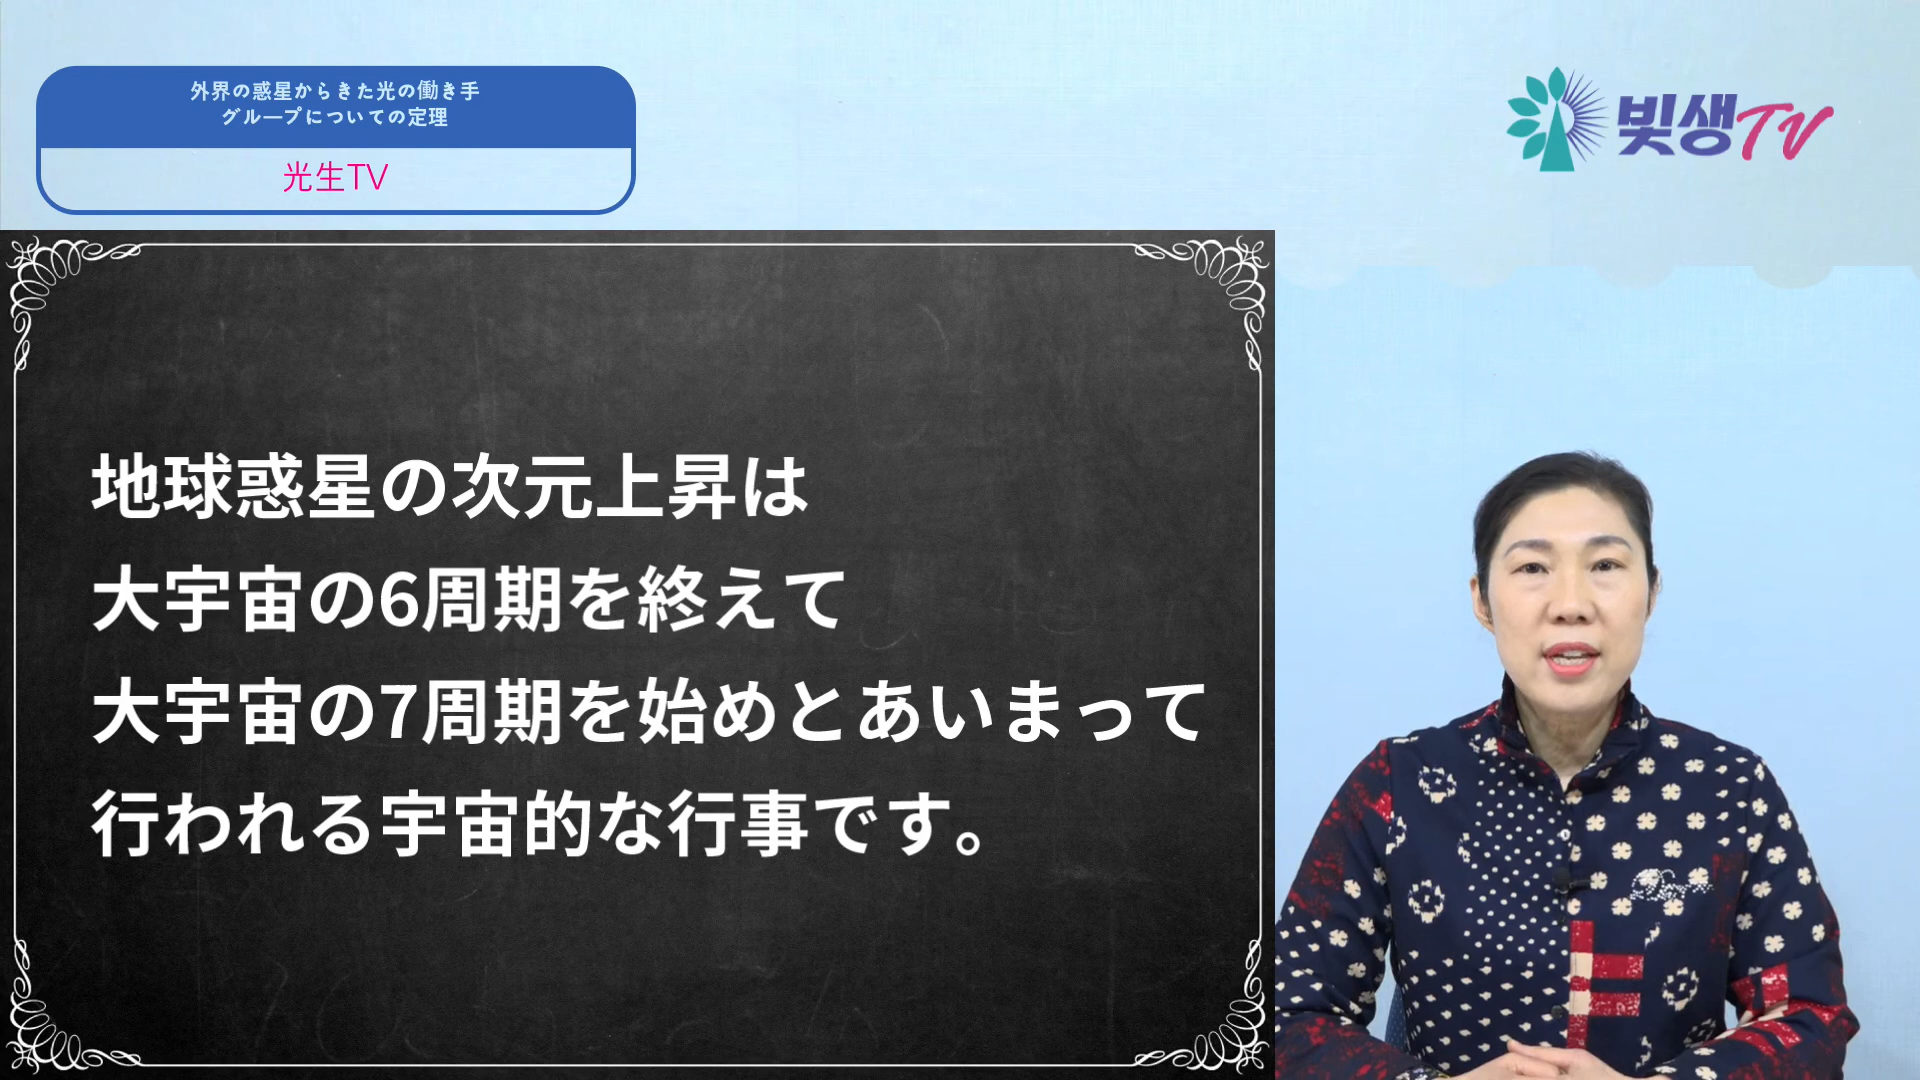 外界の惑星からきた光の働き手
グループについての定理
光生TV
빛생TV
地球惑星の次元上昇は
大宇宙の6周期を終えて
大宇宙の7周期を始めとあいまって
行われる宇宙的な行事です。